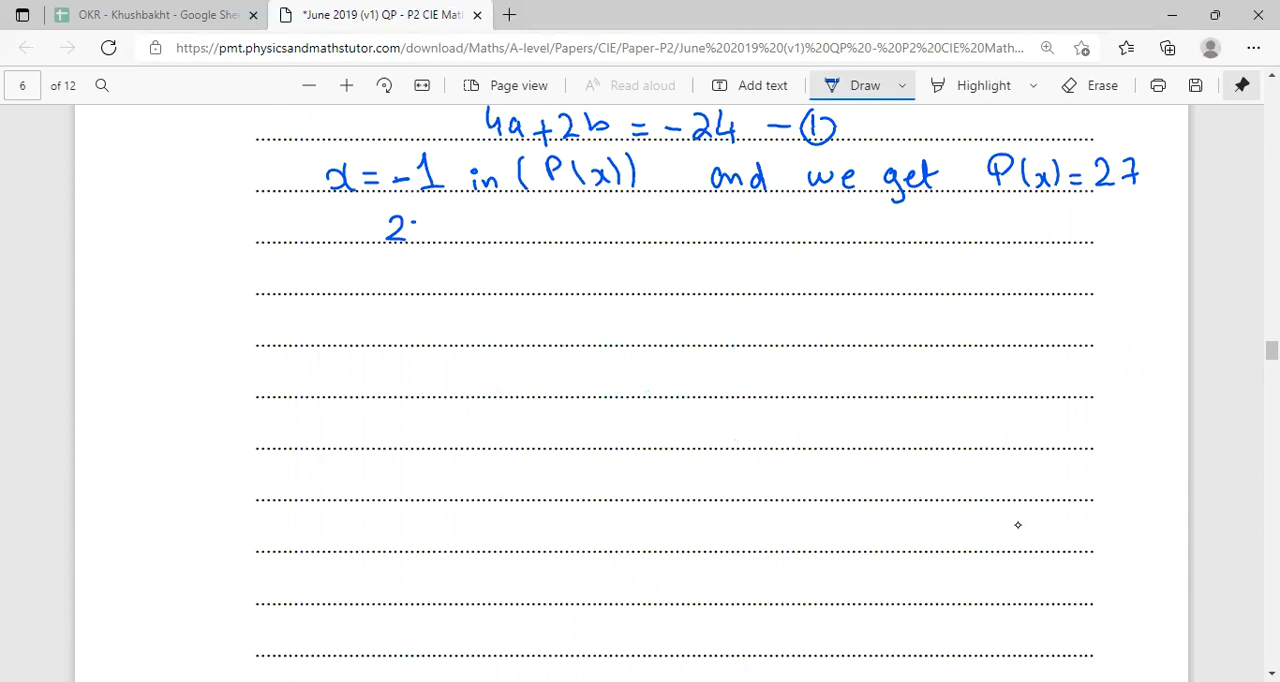 OKR - Khushbakht - Google She
*June 2019 (v1) QP - P2 CIE Mat
https://pmt.physicsandmathstutor.com/download/Maths/A-level/Papers/CIE/Paper-P2/June%202019%20(v1)%20QP%20-%20P2%20CIE%20Math...
6 of 12 Page view Read aloud Add text Draw Highlight Erase
4a + 2b = -24 - ①
x = -1 in (P(x)) and we get P(x) = 27
2